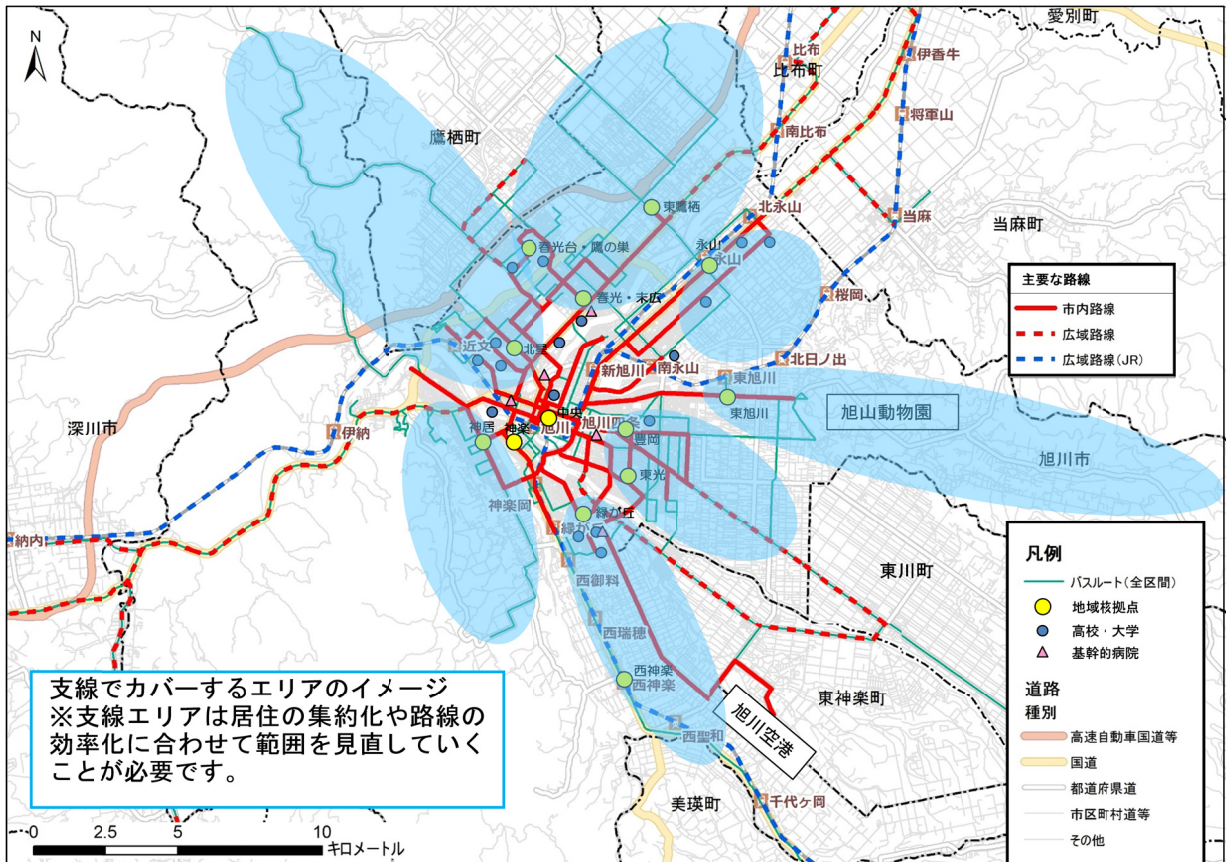 N
愛別町
比布
比布町
伊香牛
将軍山
南比布
鷹栖町
東鷹栖
北永山
当麻
当麻町
春光台・鷹の巣
永山
永山
春光・末広
桜岡
主要な路線
市内路線
広域路線
広域路線(JR)
近文
北星
新旭川
南永山
北日ノ出
東旭川
東旭川
旭山動物園
深川市
伊納
中央
神居
神楽
旭川
旭川四条
豊岡
旭川市
東光
神楽岡
緑が丘
緑が丘
納内
西御料
東川町
西瑞穂
西神楽
西神楽
東神楽町
旭川空港
西聖和
美瑛町
千代ヶ岡
支線でカバーするエリアのイメージ
※支線エリアは居住の集約化や路線の
効率化に合わせて範囲を見直していく
ことが必要です。
0 2.5 5 10
キロメートル
凡例
バスルート(全区間)
地域核拠点
高校・大学
基幹的病院
道路
種別
高速自動車国道等
国道
都道府県道
市区町村道等
その他